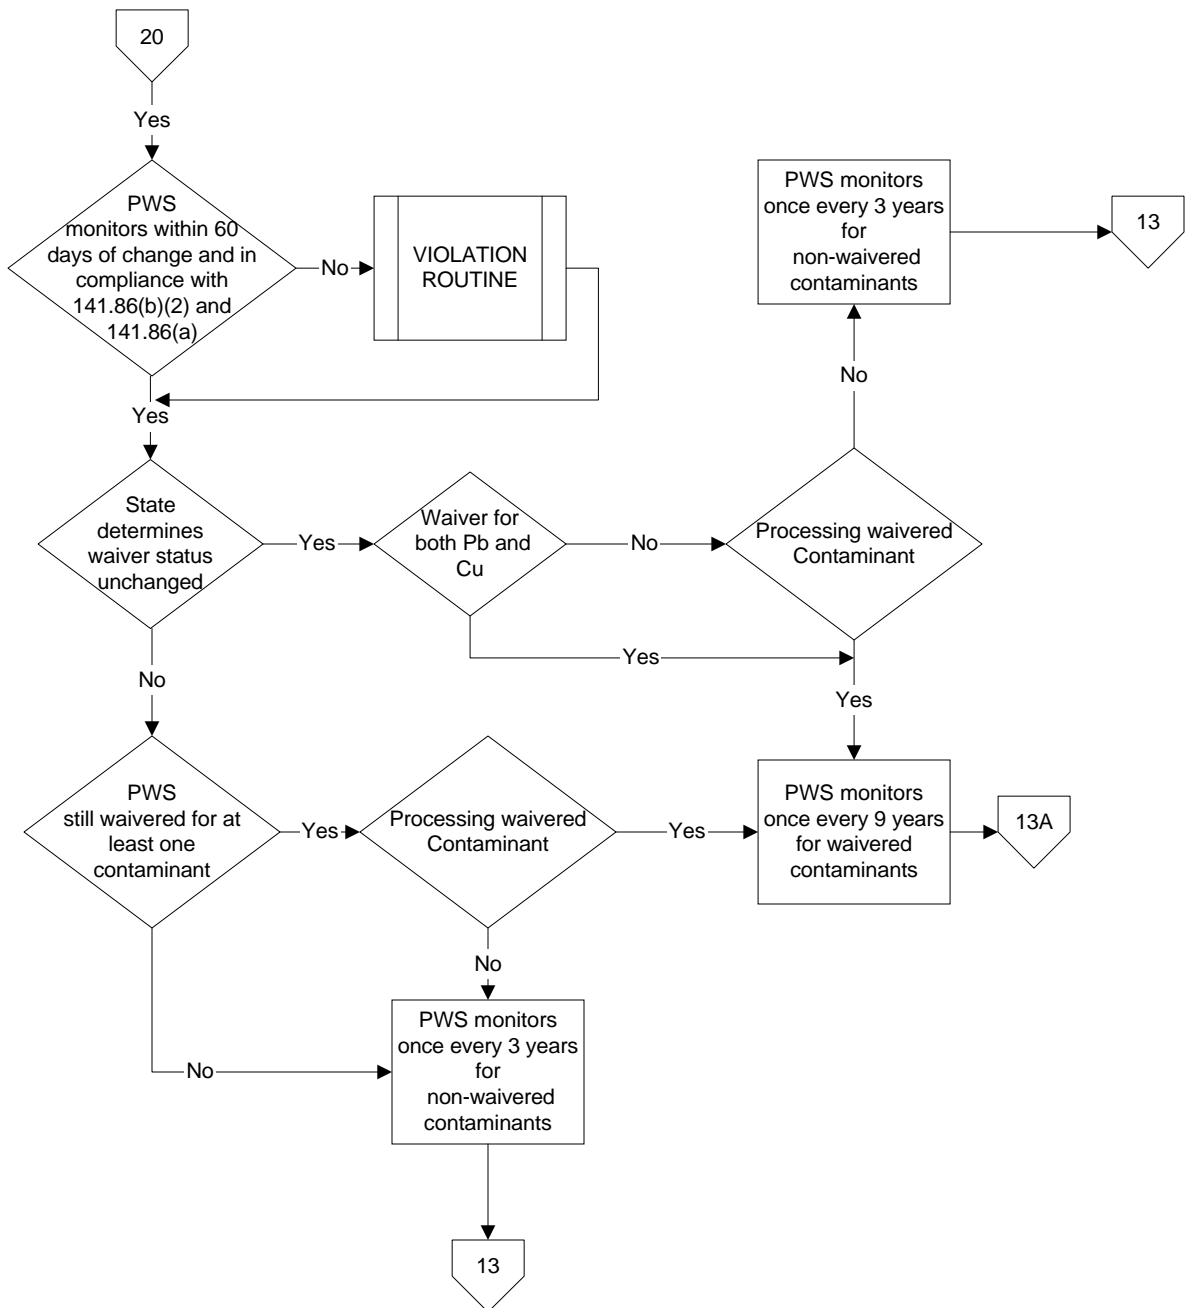 20
Yes
PWS
monitors within 60
days of change and in
compliance with
141.86(b)(2) and
141.86(a)
No
VIOLATION
ROUTINE
PWS monitors
once every 3 years
for
non-waivered
contaminants
13
No
Yes
State
determines
waiver status
unchanged
Yes
Waiver for
both Pb and
Cu
No
Processing waivered
Contaminant
Yes
No
Yes
PWS
still waivered for at
least one
contaminant
Yes
Processing waivered
Contaminant
Yes
PWS monitors
once every 9 years
for waivered
contaminants
13A
No
No
PWS monitors
once every 3 years
for
non-waivered
contaminants
13